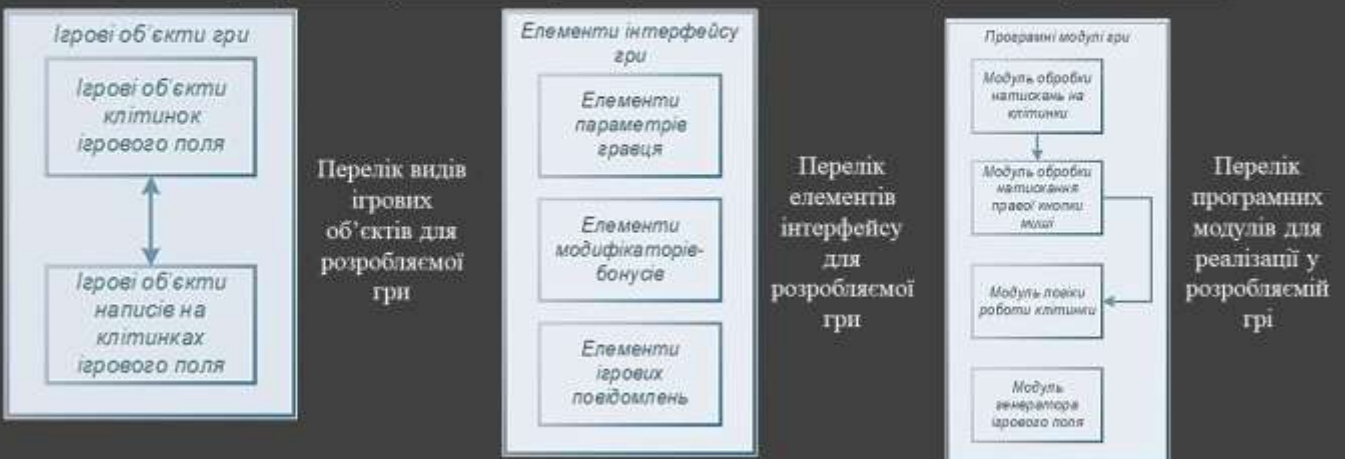 Ігрові об'єкти гри
Ігрові об'єкти
клітинок
ігрового поля
Ігрові об'єкти
написів на
клітинках
ігрового поля
Перелік видів
ігрових
об’єктів для
розробляємої
гри
Елементи інтерфейсу
гри
Елементи
параметрів
гравця
Елементи
модифікаторів-
бонусів
Елементи
ігрових
повідомлень
Перелік
елементів
інтерфейсу
для
розробляємої
гри
Програмні модулі гри
Модуль обробки
натискань на
клітинки
Модуль обробки
натискання
правої кнопки
миші
Модуль логіки
роботи клітинки
Модуль
генератора
ігрового поля
Перелік
програмних
модулів для
реалізації у
розробляємій
грі